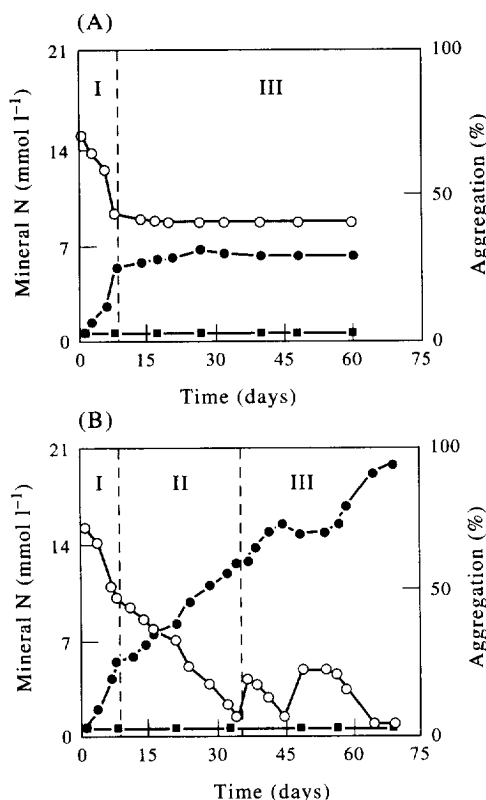 (A)
21
14
7
0
Mineral N (mmol l⁻¹)
I
III
100
50
0
Aggregation (%)
0 15 30 45 60 75
Time (days)
(B)
21
14
7
0
Mineral N (mmol l⁻¹)
I
II
III
100
50
0
Aggregation (%)
0 15 30 45 60 75
Time (days)